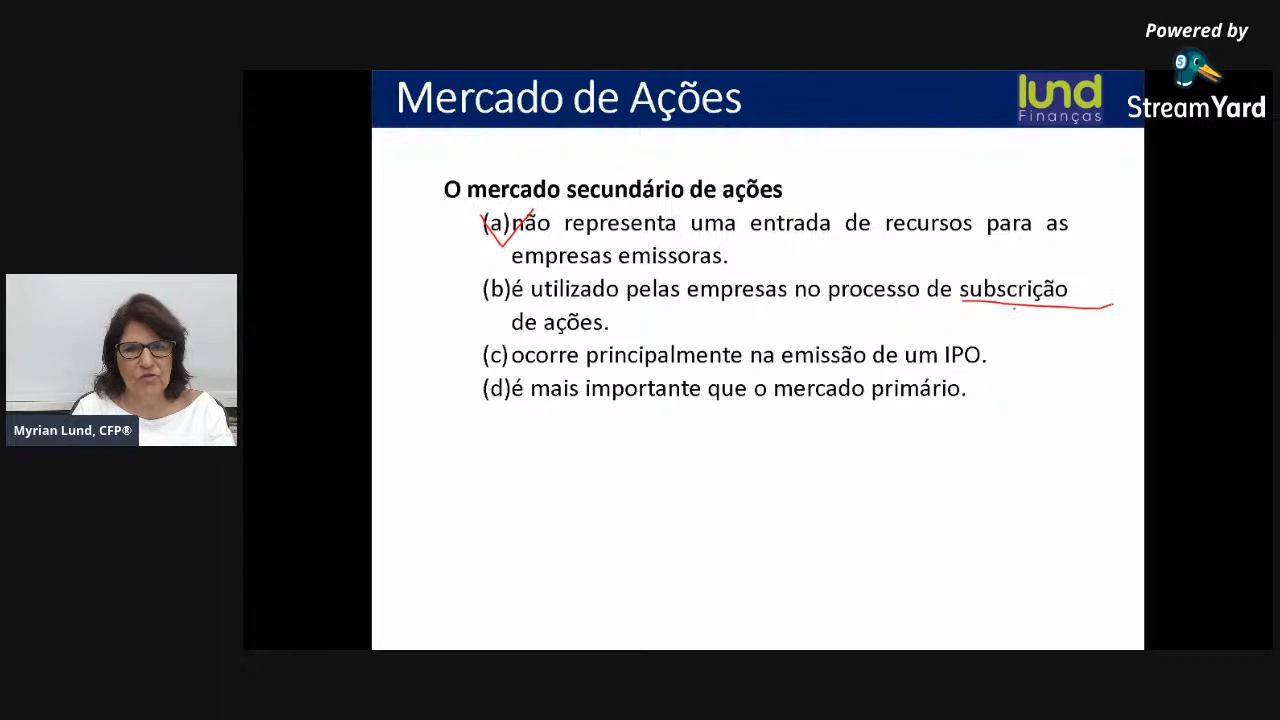 Powered by
StreamYard
Mercado de Ações
lund
Finanças
O mercado secundário de ações
(a) não representa uma entrada de recursos para as
empresas emissoras.
(b) é utilizado pelas empresas no processo de subscrição
de ações.
(c) ocorre principalmente na emissão de um IPO.
(d) é mais importante que o mercado primário.
Myrian Lund, CFP®